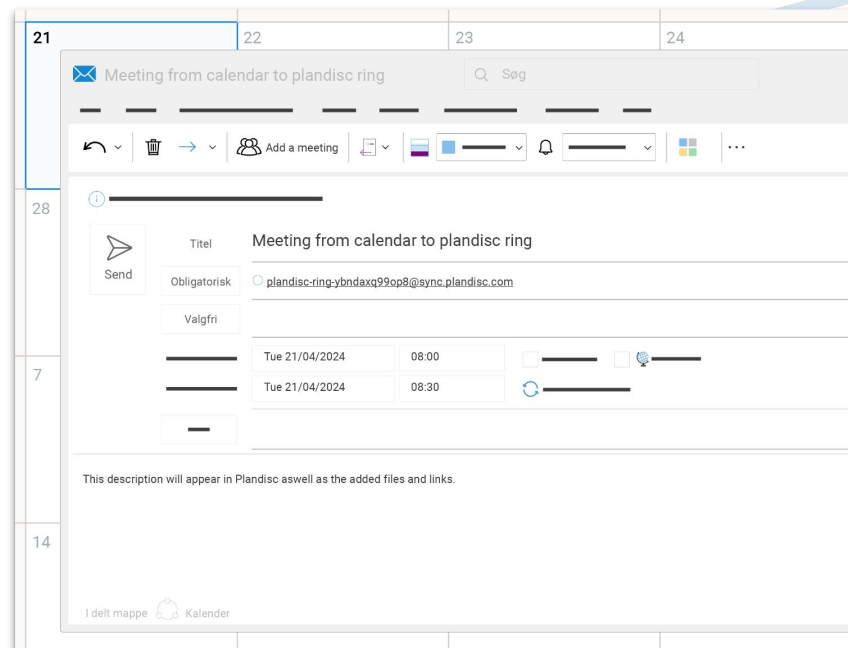 21 22 23 24
Meeting from calendar to plandisc ring Søg
Add a meeting
28
Titel Meeting from calendar to plandisc ring
Send
Obligatorisk plandisc-ring-ybndaxq99op8@sync.plandisc.com
Valgfri
7 Tue 21/04/2024 08:00
Tue 21/04/2024 08:30
This description will appear in Plandisc aswell as the added files and links.
14
I delt mappe Kalender